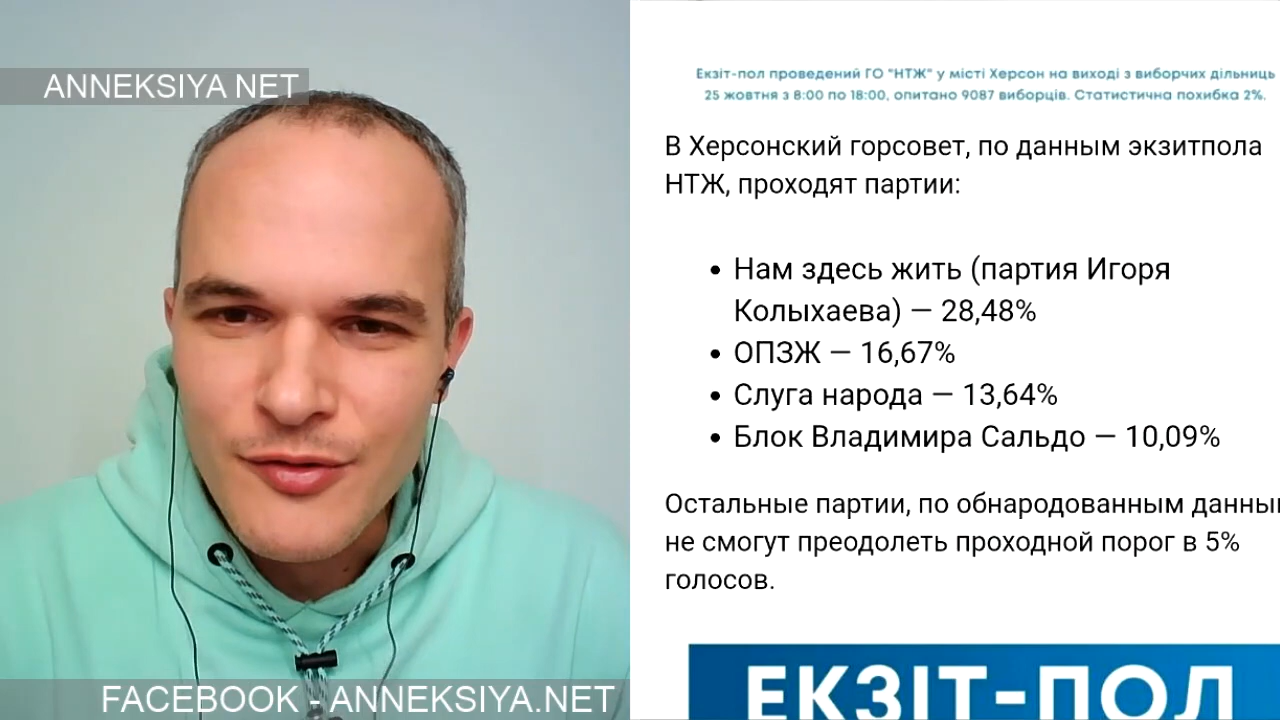 ANNEKSIYA NET
FACEBOOK - ANNEKSIYA.NET
Екзіт-пол проведений ГО "НТЖ" у місті Херсон на виході з виборчих дільниць
25 жовтня з 8:00 по 18:00, опитано 9087 виборців. Статистична похибка 2%.
В Херсонский горсовет, по данным экзитпола
НТЖ, проходят партии:
• Нам здесь жить (партия Игоря
Колыхаева) — 28,48%
• ОПЗЖ — 16,67%
• Слуга народа — 13,64%
• Блок Владимира Сальдо — 10,09%
Остальные партии, по обнародованным
не смогут преодолеть проходной порог в 5%
голосов.
ЕКЗІТ-ПОЛ